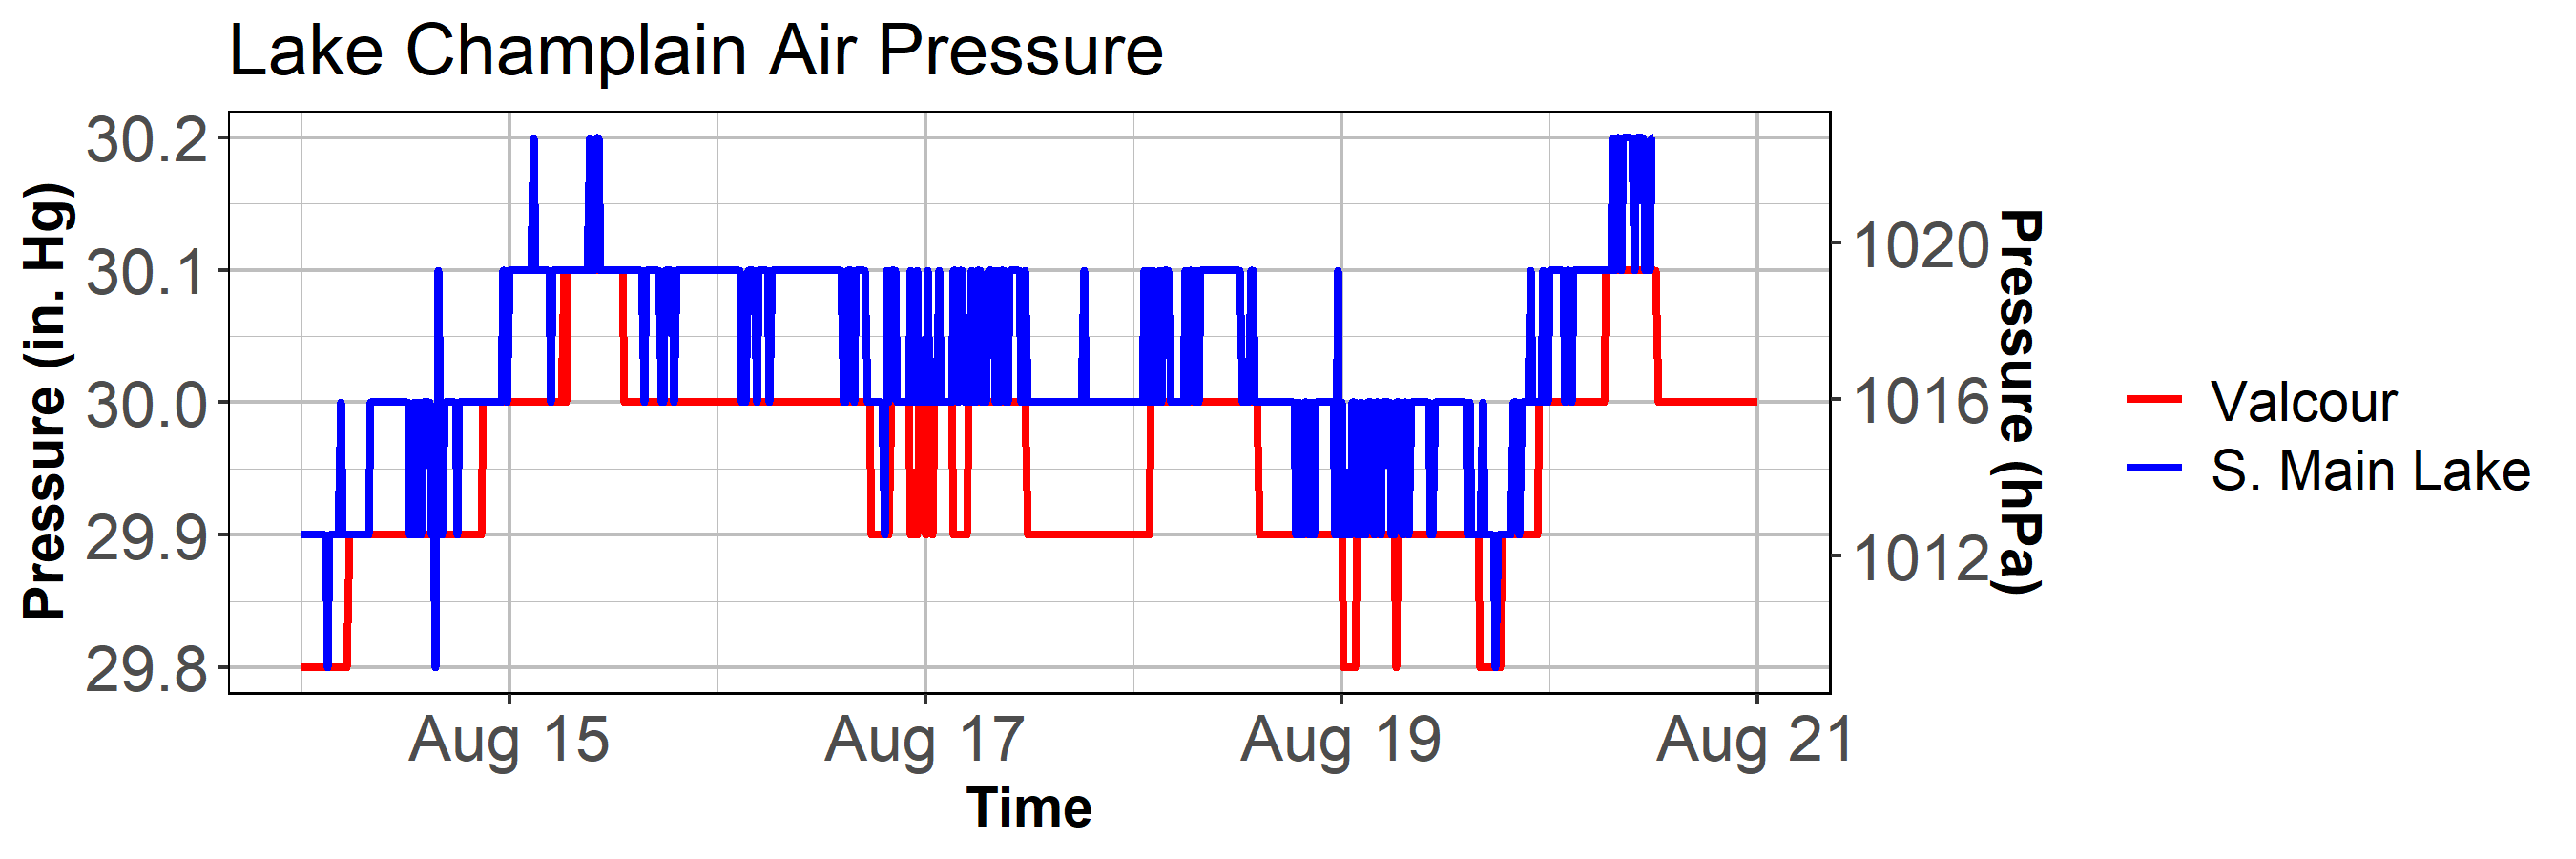 Lake Champlain Air Pressure
Pressure (in. Hg)
30.2
30.1
30.0
29.9
29.8
1020
1016
1012
Pressure (hPa)
Valcour
S. Main Lake
Aug 15
Aug 17
Aug 19
Aug 21
Time